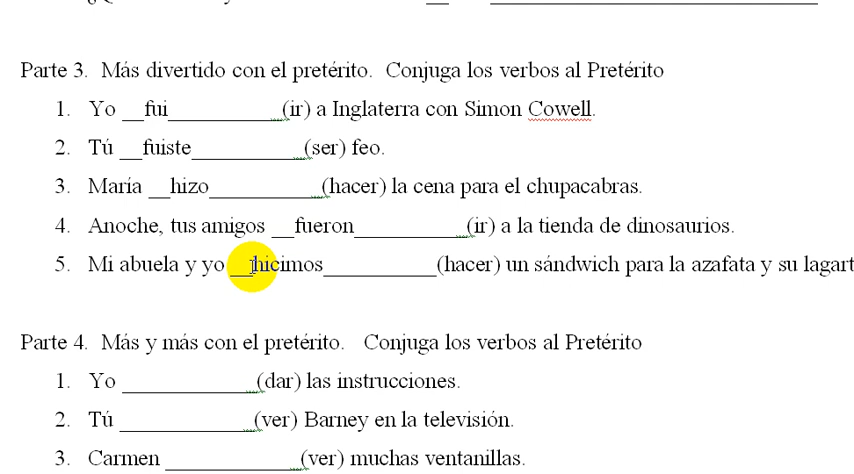 Parte 3. Más divertido con el pretérito. Conjuga los verbos al Pretérito
1. Yo __fui__________(ir) a Inglaterra con Simon Cowell.
2. Tú __fuiste__________(ser) feo.
3. María __hizo__________(hacer) la cena para el chupacabras.
4. Anoche, tus amigos __fueron__________(ir) a la tienda de dinosaurios.
5. Mi abuela y yo __hicimos__________(hacer) un sándwich para la azafata y su lagart
Parte 4. Más y más con el pretérito. Conjuga los verbos al Pretérito
1. Yo ____________(dar) las instrucciones.
2. Tú ____________(ver) Barney en la televisión.
3. Carmen ____________(ver) muchas ventanillas.